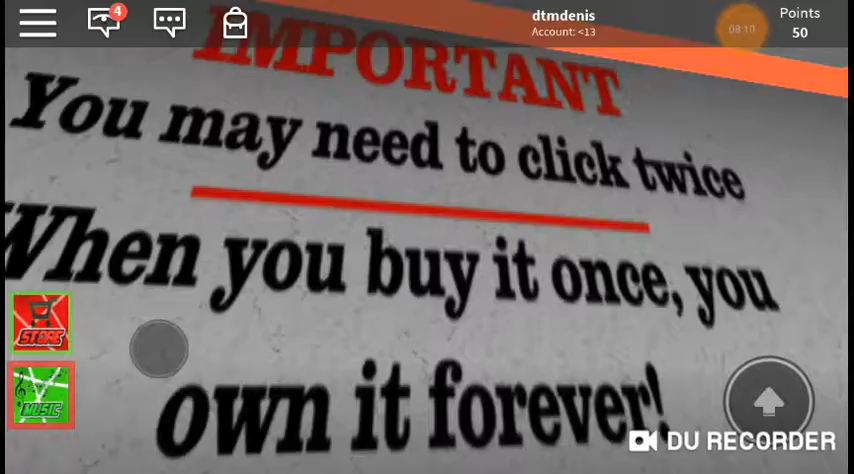 4
dtmdenis
Account: <13
08:10
Points
50
IMPORTANT
You may need to click twice
When you buy it once, you
own it forever!
STORE
MUSIC
DU RECORDER